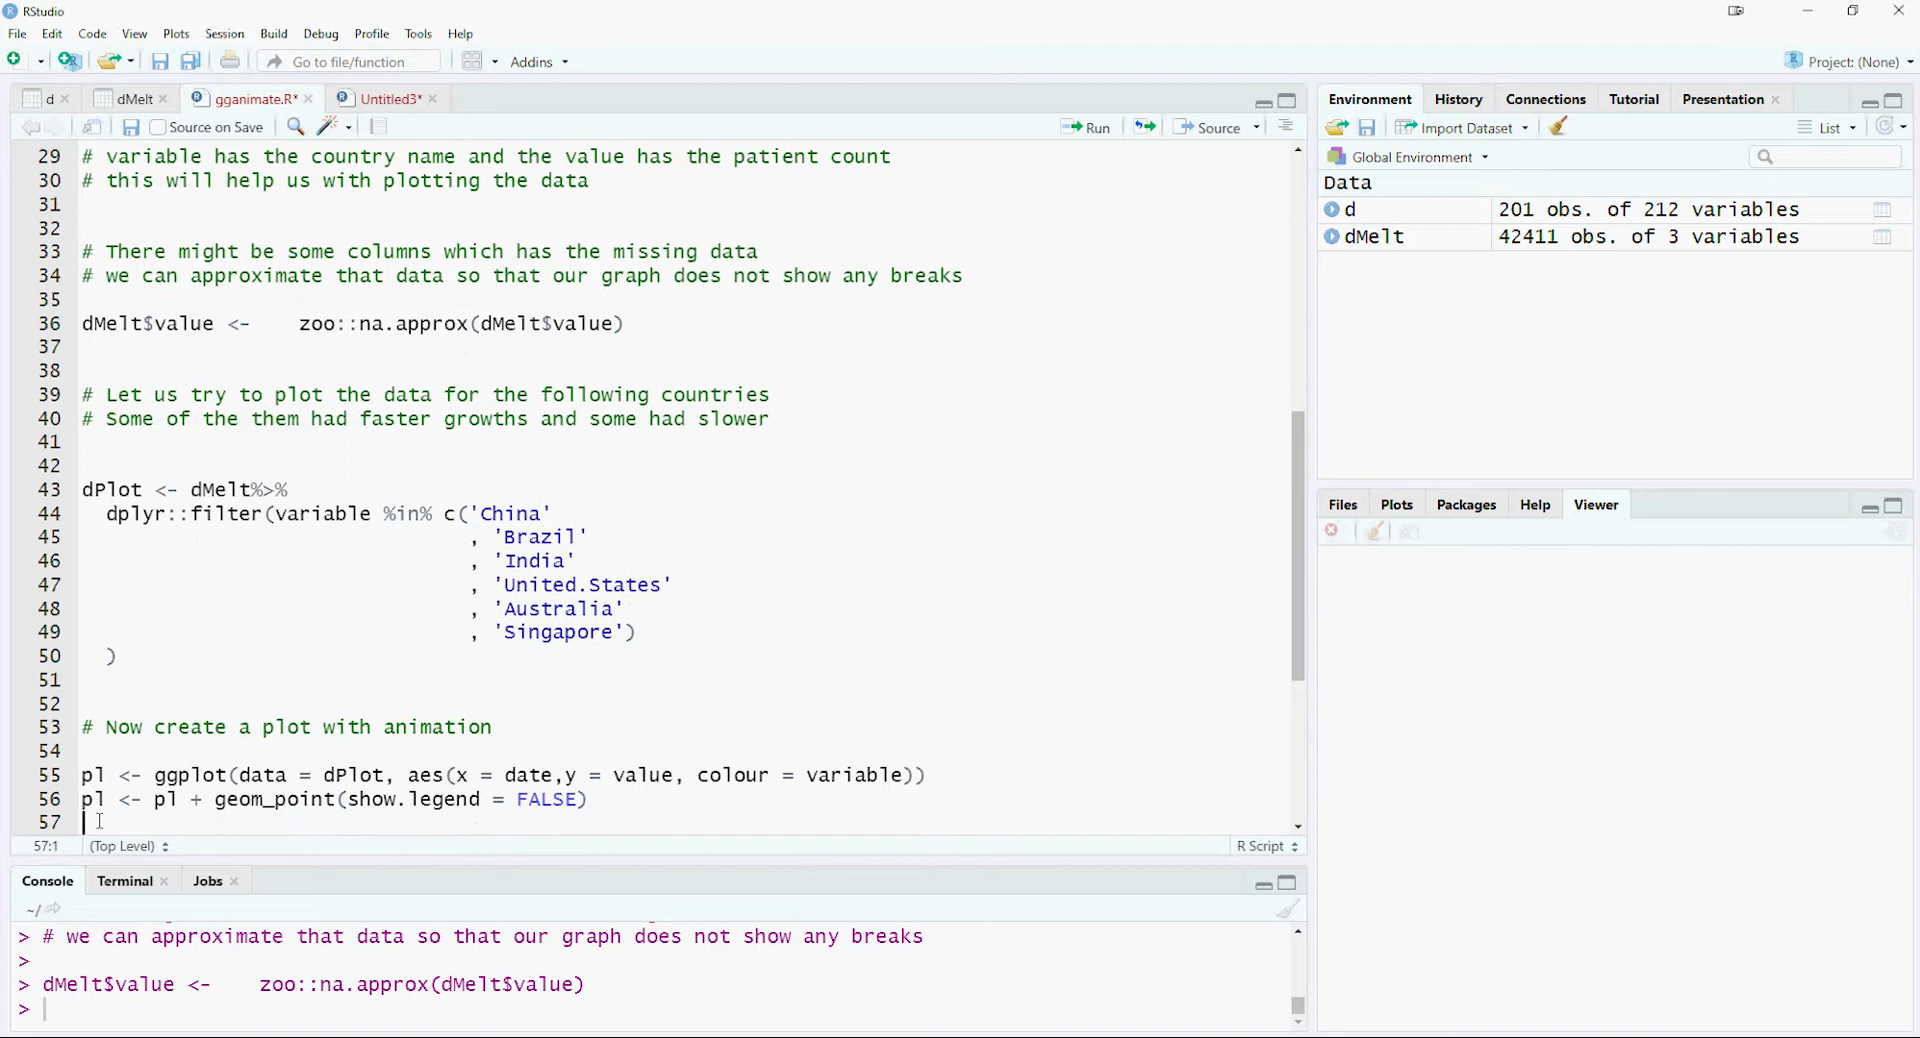 RStudio
File Edit Code View Plots Session Build Debug Profile Tools Help
Go to file/function Addins Project: (None)
d dMelt gganimate.R* Untitled3*
Source on Save Run Source
29 # variable has the country name and the value has the patient count
30 # this will help us with plotting the data
31
32
33 # There might be some columns which has the missing data
34 # we can approximate that data so that our graph does not show any breaks
35
36 dMelt$value <-    zoo::na.approx(dMelt$value)
37
38
39 # Let us try to plot the data for the following countries
40 # Some of the them had faster growths and some had slower
41
42
43 dPlot <- dMelt%>%
44   dplyr::filter(variable %in% c('China'
45 , 'Brazil'
46 , 'India'
47 , 'United.States'
48 , 'Australia'
49 , 'Singapore')
50   )
51
52
53 # Now create a plot with animation
54
55 pl <- ggplot(data = dPlot, aes(x = date,y = value, colour = variable))
56 pl <- pl + geom_point(show.legend = FALSE)
57
57:1 (Top Level) R Script
Console Terminal Jobs
~/
> # we can approximate that data so that our graph does not show any breaks
>
> dMelt$value <-    zoo::na.approx(dMelt$value)
>
Environment History Connections Tutorial Presentation
Import Dataset List
Global Environment
Data
d 201 obs. of 212 variables
dMelt 42411 obs. of 3 variables
Files Plots Packages Help Viewer